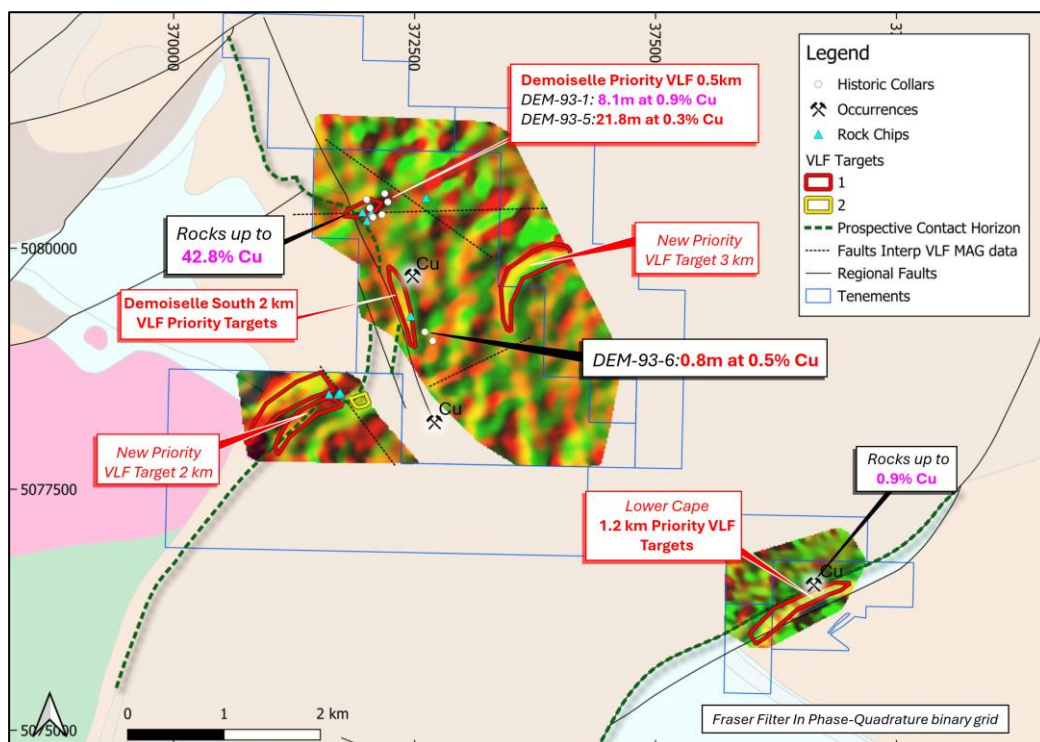 370000
372500
375000
Legend
Historic Collars
Occurrences
Rock Chips
VLF Targets
1
2
Prospective Contact Horizon
Faults Interp VLF MAG data
Regional Faults
Tenements
Demoiselle Priority VLF 0.5km
DEM-93-1: 8.1m at 0.9% Cu
DEM-93-5:21.8m at 0.3% Cu
5080000
Rocks up to
42.8% Cu
New Priority
VLF Target 3 km
Cu
Demoiselle South 2 km
VLF Priority Targets
DEM-93-6:0.8m at 0.5% Cu
Cu
New Priority
VLF Target 2 km
Rocks up to
0.9% Cu
5077500
Lower Cape
1.2 km Priority VLF
Targets
Cu
5075000
0 1 2 km
Fraser Filter In Phase-Quadrature binary grid